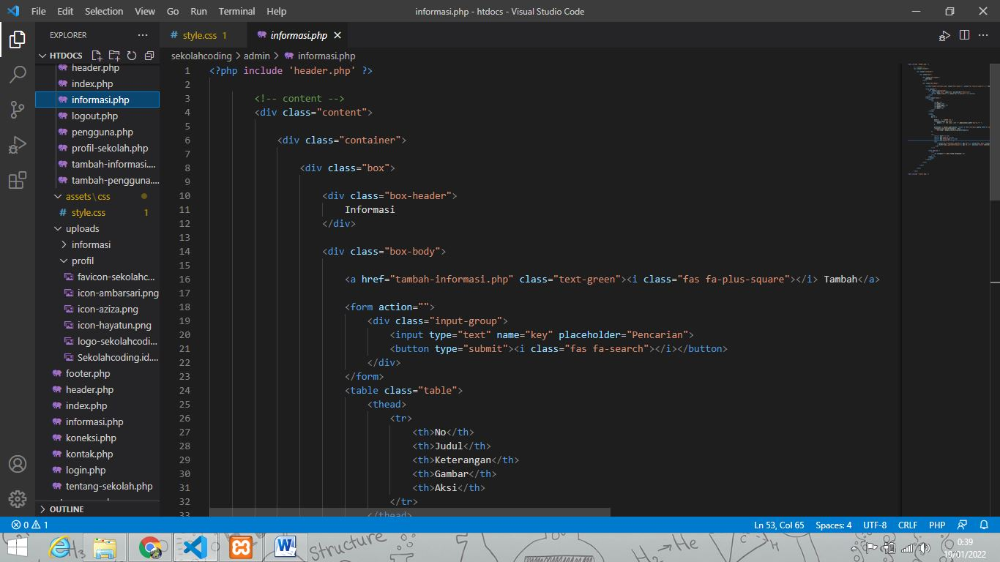 File Edit Selection View Go Run Terminal Help informasi.php - htdocs - Visual Studio Code
EXPLORER
HTDOCS
header.php
index.php
informasi.php
logout.php
pengguna.php
profil-sekolah.php
tambah-informasi....
tambah-pengguna....
assets\css
# style.css 1
uploads
informasi
profil
favicon-sekolahc...
icon-ambarsari.png
icon-aziza.png
icon-hayatun.png
logo-sekolahcodi...
Sekolahcoding.id....
footer.php
header.php
index.php
informasi.php
koneksi.php
kontak.php
login.php
tentang-sekolah.php
OUTLINE
# style.css 1 informasi.php
sekolahcoding > admin > informasi.php
1 <?php include 'header.php' ?>
2
3 <!-- content -->
4 <div class="content">
5
6 <div class="container">
7
8 <div class="box">
9
10 <div class="box-header">
11 Informasi
12 </div>
13
14 <div class="box-body">
15
16 <a href="tambah-informasi.php" class="text-green"><i class="fas fa-plus-square"></i> Tambah</a>
17
18 <form action="">
19 <div class="input-group">
20 <input type="text" name="key" placeholder="Pencarian">
21 <button type="submit"><i class="fas fa-search"></i></button>
22 </div>
23 </form>
24 <table class="table">
25 <thead>
26 <tr>
27 <th>No</th>
28 <th>Judul</th>
29 <th>Keterangan</th>
30 <th>Gambar</th>
31 <th>Aksi</th>
32 </tr>
33 </thead>
0 1 Ln 53, Col 65 Spaces: 4 UTF-8 CRLF PHP
Structure
H₂ → He
0:39
19/01/2022